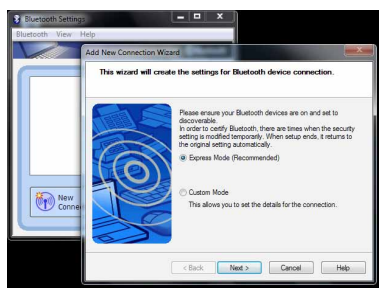 Bluetooth Settings
Bluetooth View Help
Add New Connection Wizard
This wizard will create the settings for Bluetooth device connection.
Please ensure your Bluetooth devices are on and set to
discoverable.
In order to certify Bluetooth, there are times when the security
setting is modified temporarily. When setup ends, it returns to
the original setting automatically.
Express Mode (Recommended)
Custom Mode
This allows you to set the details for the connection.
New
Connec
< Back
Next >
Cancel
Help